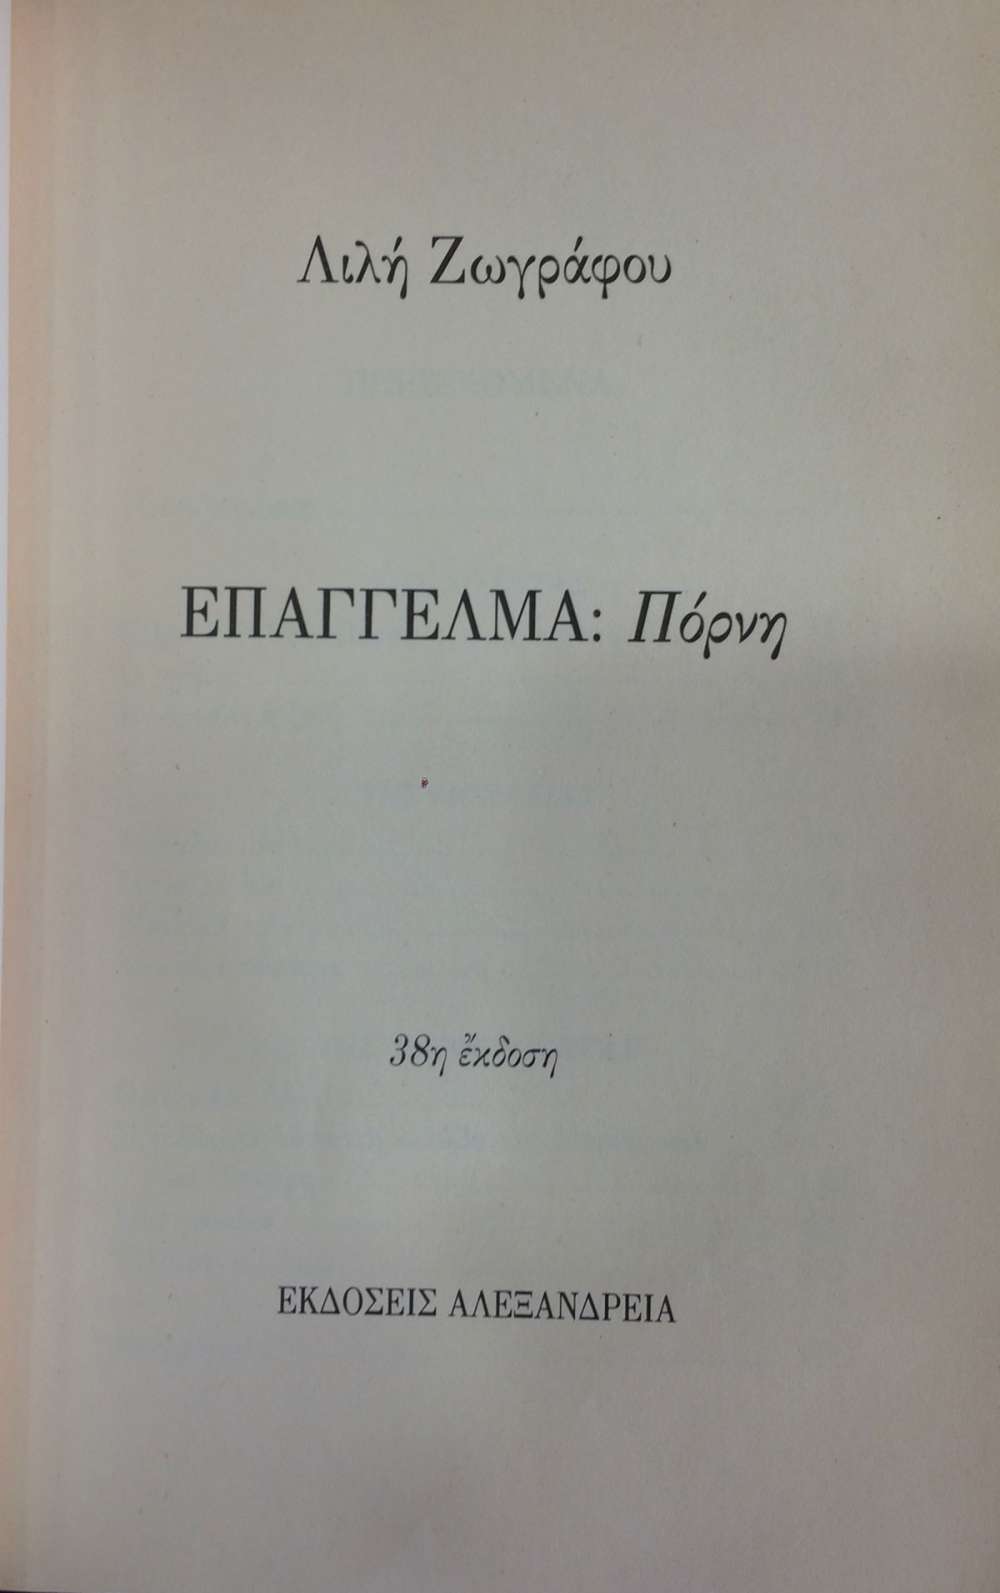 Λιλή Ζωγράφου
ΕΠΑΓΓΕΛΜΑ: Πόρνη
38η ἔκδοση
ΕΚΔΟΣΕΙΣ ΑΛΕΞΑΝΔΡΕΙΑ